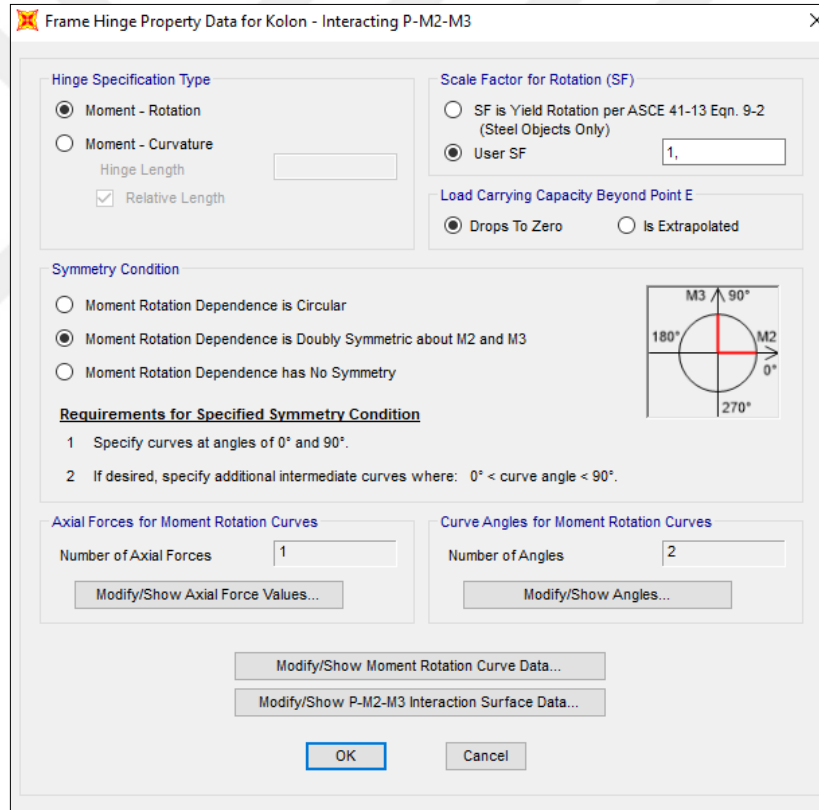 Frame Hinge Property Data for Kolon - Interacting P-M2-M3
Hinge Specification Type
Moment - Rotation
Moment - Curvature
Hinge Length
Relative Length
Scale Factor for Rotation (SF)
SF is Yield Rotation per ASCE 41-13 Eqn. 9-2
(Steel Objects Only)
User SF
1,
Load Carrying Capacity Beyond Point E
Drops To Zero
Is Extrapolated
Symmetry Condition
Moment Rotation Dependence is Circular
Moment Rotation Dependence is Doubly Symmetric about M2 and M3
Moment Rotation Dependence has No Symmetry
M3 90°
180° M2
0°
270°
Requirements for Specified Symmetry Condition
1 Specify curves at angles of 0° and 90°.
2 If desired, specify additional intermediate curves where: 0° < curve angle < 90°.
Axial Forces for Moment Rotation Curves
Number of Axial Forces 1
Modify/Show Axial Force Values...
Curve Angles for Moment Rotation Curves
Number of Angles 2
Modify/Show Angles...
Modify/Show Moment Rotation Curve Data...
Modify/Show P-M2-M3 Interaction Surface Data...
OK
Cancel